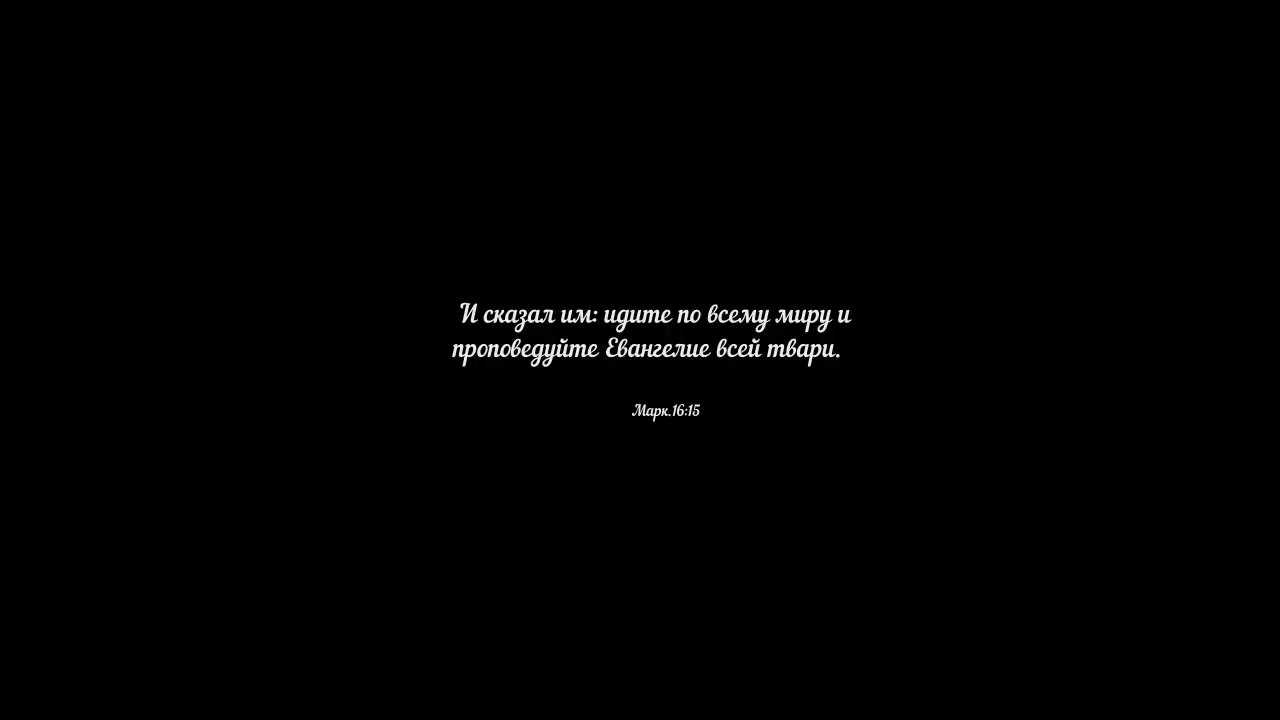 И сказал им: идите по всему миру и
проповедуйте Евангелие всей твари.
Марк.16:15